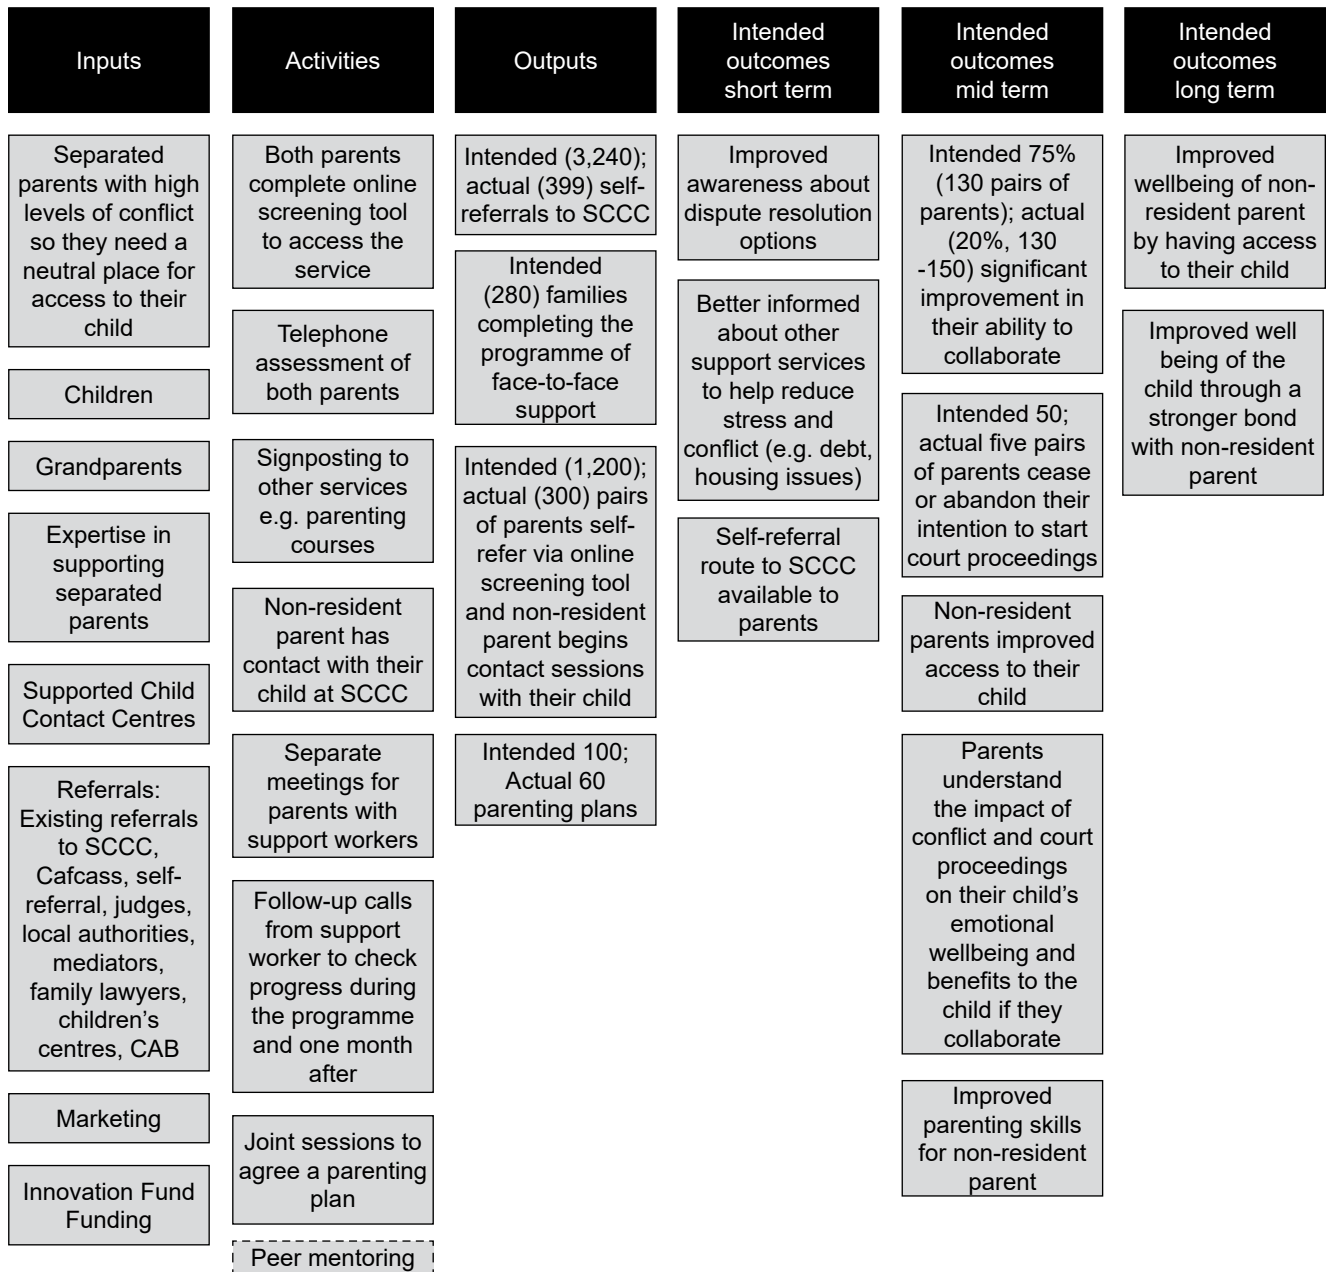 Inputs
Separated
parents with high
levels of conflict
so they need a
neutral place for
access to their
child
Children
Grandparents
Expertise in
supporting
separated
parents
Supported Child
Contact Centres
Referrals:
Existing referrals
to SCCC,
Cafcass, self-
referral, judges,
local authorities,
mediators,
family lawyers,
children's
centres, CAB
Marketing
Innovation Fund
Funding
Activities
Both parents
complete online
screening tool
to access the
service
Telephone
assessment of
both parents
Signposting to
other services
e.g. parenting
courses
Non-resident
parent has
contact with their
child at SCCC
Separate
meetings for
parents with
support workers
Follow-up calls
from support
worker to check
progress during
the programme
and one month
after
Joint sessions to
agree a parenting
plan
Peer mentoring
Outputs
Intended (3,240);
actual (399) self-
referrals to SCCC
Intended
(280) families
completing the
programme of
face-to-face
support
Intended (1,200);
actual (300) pairs
of parents self-
refer via online
screening tool
and non-resident
parent begins
contact sessions
with their child
Intended 100;
Actual 60
parenting plans
Intended
outcomes
short term
Improved
awareness about
dispute resolution
options
Better informed
about other
support services
to help reduce
stress and
conflict (e.g. debt,
housing issues)
Self-referral
route to SCCC
available to
parents
Intended
outcomes
mid term
Intended 75%
(130 pairs of
parents); actual
(20%, 130
-150) significant
improvement in
their ability to
collaborate
Intended 50;
actual five pairs
of parents cease
or abandon their
intention to start
court proceedings
Non-resident
parents improved
access to their
child
Parents
understand
the impact of
conflict and court
proceedings
on their child's
emotional
wellbeing and
benefits to the
child if they
collaborate
Improved
parenting skills
for non-resident
parent
Intended
outcomes
long term
Improved
wellbeing of non-
resident parent
by having access
to their child
Improved well
being of the
child through a
stronger bond
with non-resident
parent